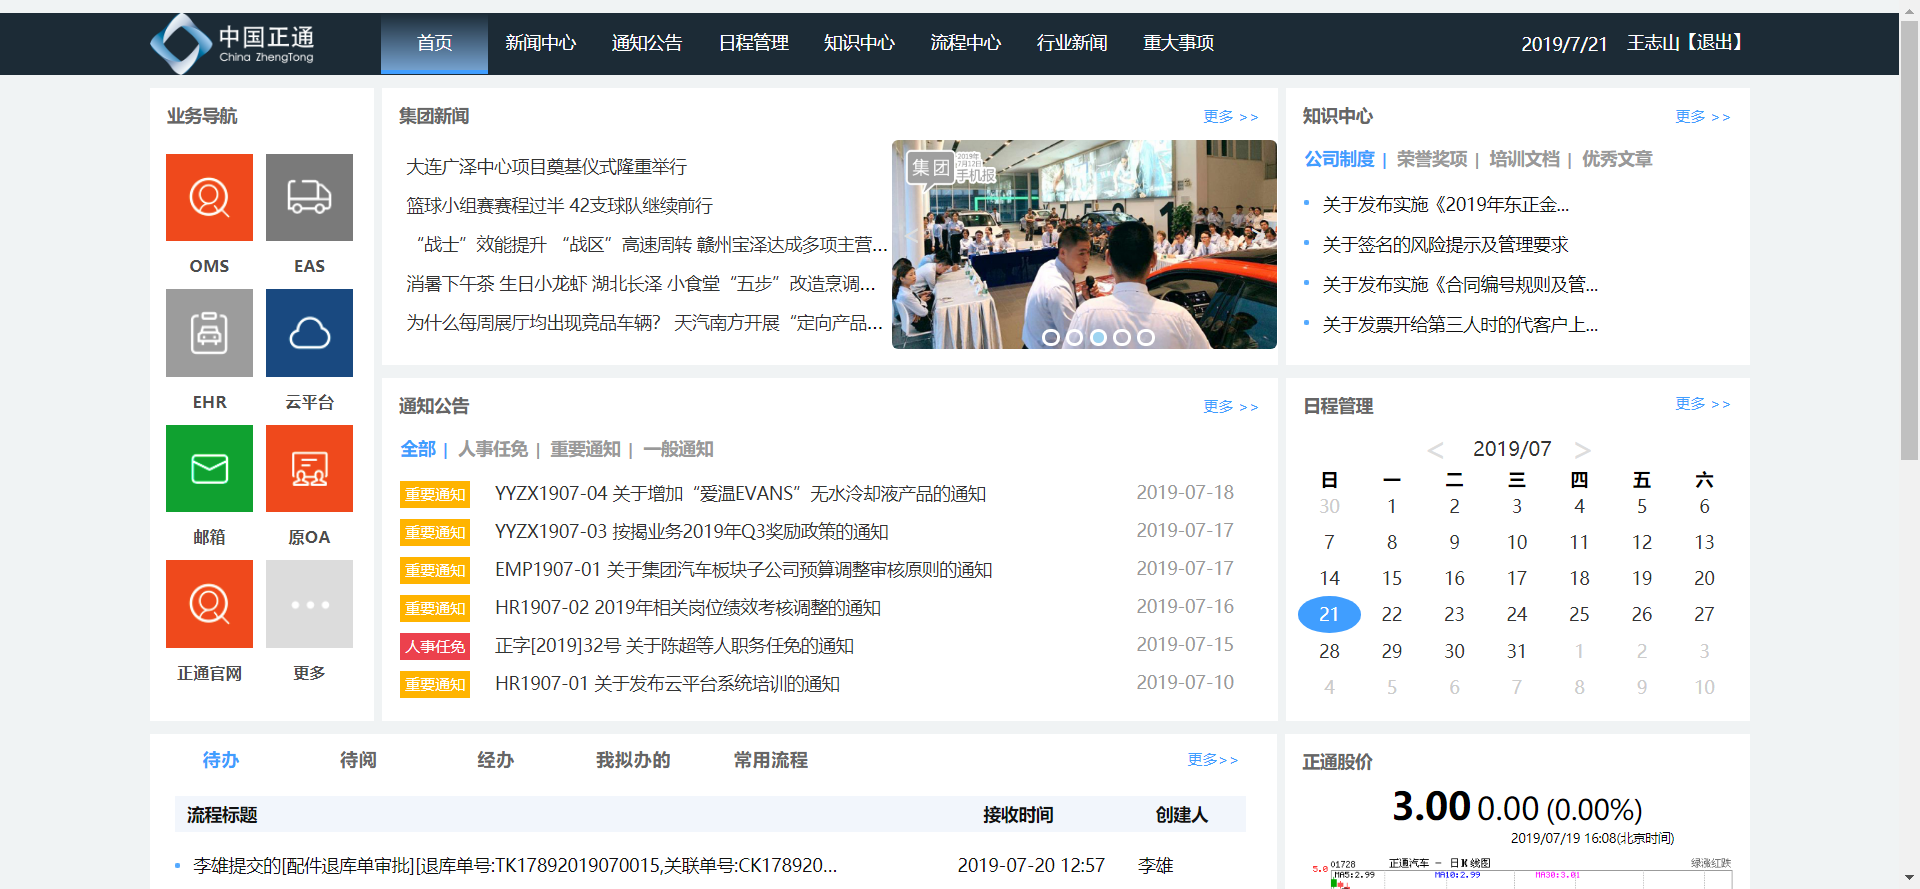 中国正通
China ZhengTong
首页 新闻中心 通知公告 日程管理 知识中心 流程中心 行业新闻 重大事项
2019/7/21 王志山【退出】
业务导航
OMS EAS
EHR 云平台
邮箱 原OA
正通官网 更多
集团新闻 更多 >>
大连广泽中心项目奠基仪式隆重举行
篮球小组赛赛程过半 42支球队继续前行
“战士”效能提升 “战区”高速周转 赣州宝泽达成多项主营...
消暑下午茶 生日小龙虾 湖北长泽 小食堂“五步”改造烹调...
为什么每周展厅均出现竞品车辆？ 天汽南方开展“定向产品...
集团
2019年
7月12日
手机报
知识中心 更多 >>
公司制度 | 荣誉奖项 | 培训文档 | 优秀文章
关于发布实施《2019年东正金...
关于签名的风险提示及管理要求
关于发布实施《合同编号规则及管...
关于发票开给第三人时的代客户上...
通知公告 更多 >>
全部 | 人事任免 | 重要通知 | 一般通知
重要通知 YYZX1907-04 关于增加“爱温EVANS”无水冷却液产品的通知 2019-07-18
重要通知 YYZX1907-03 按揭业务2019年Q3奖励政策的通知 2019-07-17
重要通知 EMP1907-01 关于集团汽车板块子公司预算调整审核原则的通知 2019-07-17
重要通知 HR1907-02 2019年相关岗位绩效考核调整的通知 2019-07-16
人事任免 正字[2019]32号 关于陈超等人职务任免的通知 2019-07-15
重要通知 HR1907-01 关于发布云平台系统培训的通知 2019-07-10
日程管理 更多 >>
< 2019/07 >
日 一 二 三 四 五 六
30 1 2 3 4 5 6
7 8 9 10 11 12 13
14 15 16 17 18 19 20
21 22 23 24 25 26 27
28 29 30 31 1 2 3
4 5 6 7 8 9 10
待办 待阅 经办 我拟办的 常用流程 更多>>
流程标题 接收时间 创建人
李雄提交的[配件退库单审批][退库单号:TK17892019070015,关联单号:CK178920... 2019-07-20 12:57 李雄
正通股价
3.00 0.00 (0.00%)
2019/07/19 16:08(北京时间)
01728 正通汽车 - 日K线图 绿涨红跌
5.0 MA5:2.99 MA10:2.99 MA30:3.01